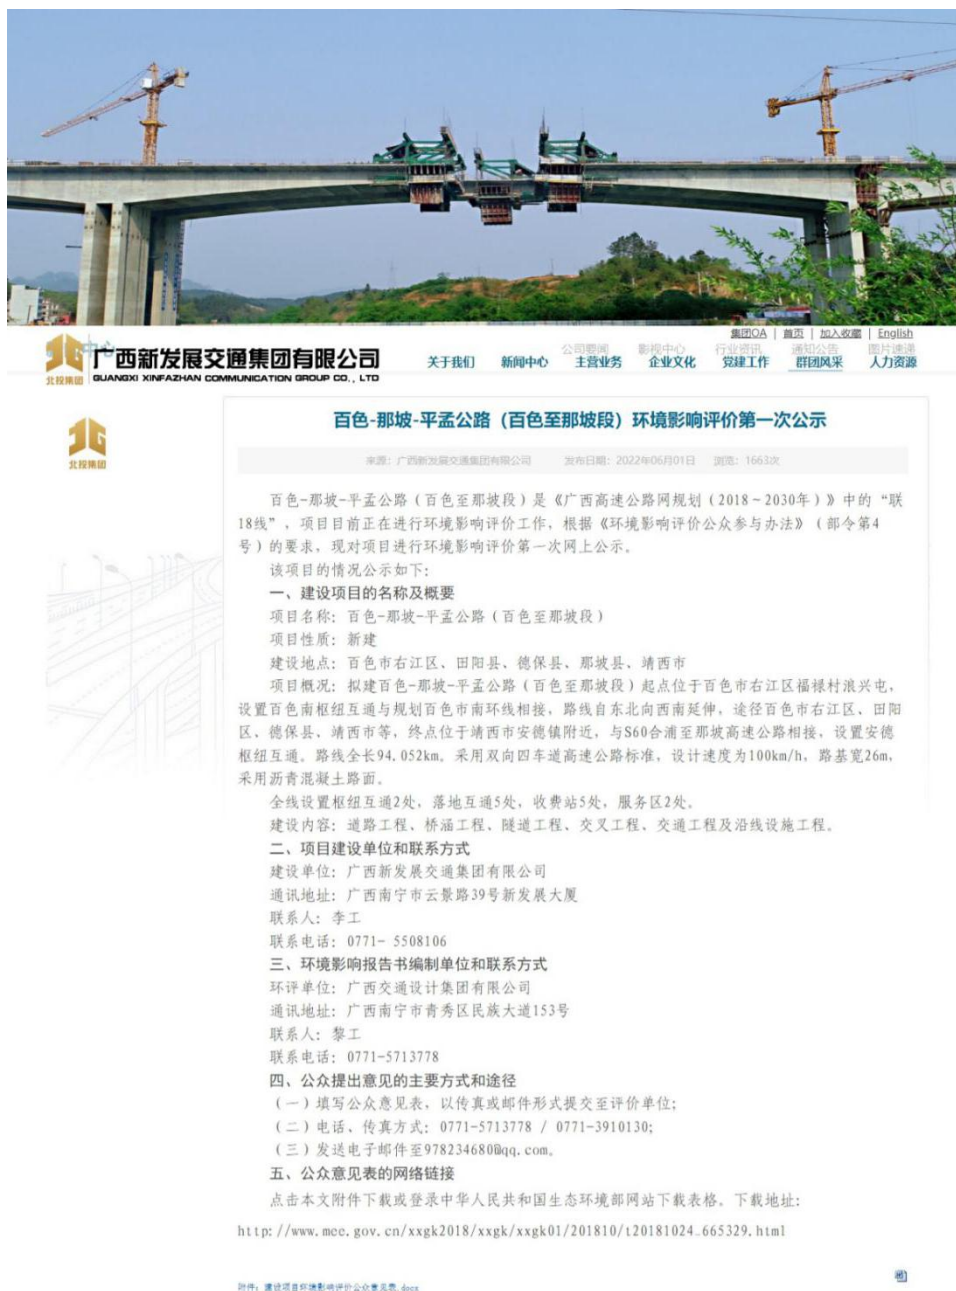 集团OA | 首页 | 加入收藏 | English
中心
广西新发展交通集团有限公司
GUANGXI XINFAZHAN COMMUNICATION GROUP CO., LTD
北投集团
公司要闻 影视中心 行业资讯 通知公告 图片速递
关于我们 新闻中心 主营业务 企业文化 党建工作 群团风采 人力资源
北投集团
百色-那坡-平孟公路（百色至那坡段）环境影响评价第一次公示
来源：广西新发展交通集团有限公司 发布日期：2022年06月01日 浏览：1663次
百色-那坡-平孟公路（百色至那坡段）是《广西高速公路网规划（2018～2030年）》中的“联
18线”，项目目前正在进行环境影响评价工作，根据《环境影响评价公众参与办法》（部令第4
号）的要求，现对项目进行环境影响评价第一次网上公示。
该项目的情况公示如下：
一、建设项目的名称及概要
项目名称：百色-那坡-平孟公路（百色至那坡段）
项目性质：新建
建设地点：百色市右江区、田阳县、德保县、那坡县、靖西市
项目概况：拟建百色-那坡-平孟公路（百色至那坡段）起点位于百色市右江区福禄村浪兴屯，
设置百色南枢纽互通与规划百色市南环线相接，路线自东北向西南延伸，途径百色市右江区、田阳
区、德保县、靖西市等，终点位于靖西市安德镇附近，与S60合浦至那坡高速公路相接，设置安德
枢纽互通。路线全长94.052km。采用双向四车道高速公路标准，设计速度为100km/h，路基宽26m，
采用沥青混凝土路面。
全线设置枢纽互通2处，落地互通5处，收费站5处，服务区2处。
建设内容：道路工程、桥涵工程、隧道工程、交叉工程、交通工程及沿线设施工程。
二、项目建设单位和联系方式
建设单位：广西新发展交通集团有限公司
通讯地址：广西南宁市云景路39号新发展大厦
联系人：李工
联系电话：0771- 5508106
三、环境影响报告书编制单位和联系方式
环评单位：广西交通设计集团有限公司
通讯地址：广西南宁市青秀区民族大道153号
联系人：黎工
联系电话：0771-5713778
四、公众提出意见的主要方式和途径
（一）填写公众意见表，以传真或邮件形式提交至评价单位；
（二）电话、传真方式：0771-5713778 / 0771-3910130；
（三）发送电子邮件至978234680@qq.com。
五、公众意见表的网络链接
点击本文附件下载或登录中华人民共和国生态环境部网站下载表格。下载地址：
http://www.mee.gov.cn/xxgk2018/xxgk/xxgk01/201810/t20181024_665329.html
附件：建设项目环境影响评价公众意见表.docx